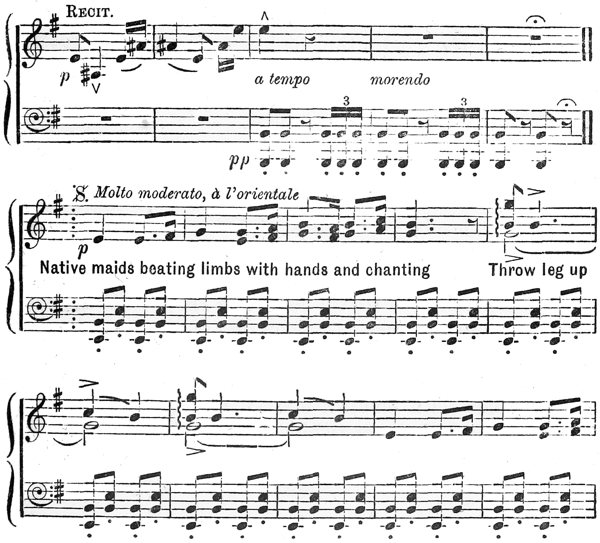 RECIT.
p
a tempo morendo
3 3
pp
Molto moderato, à l'orientale
p
Native maids beating limbs with hands and chanting Throw leg up